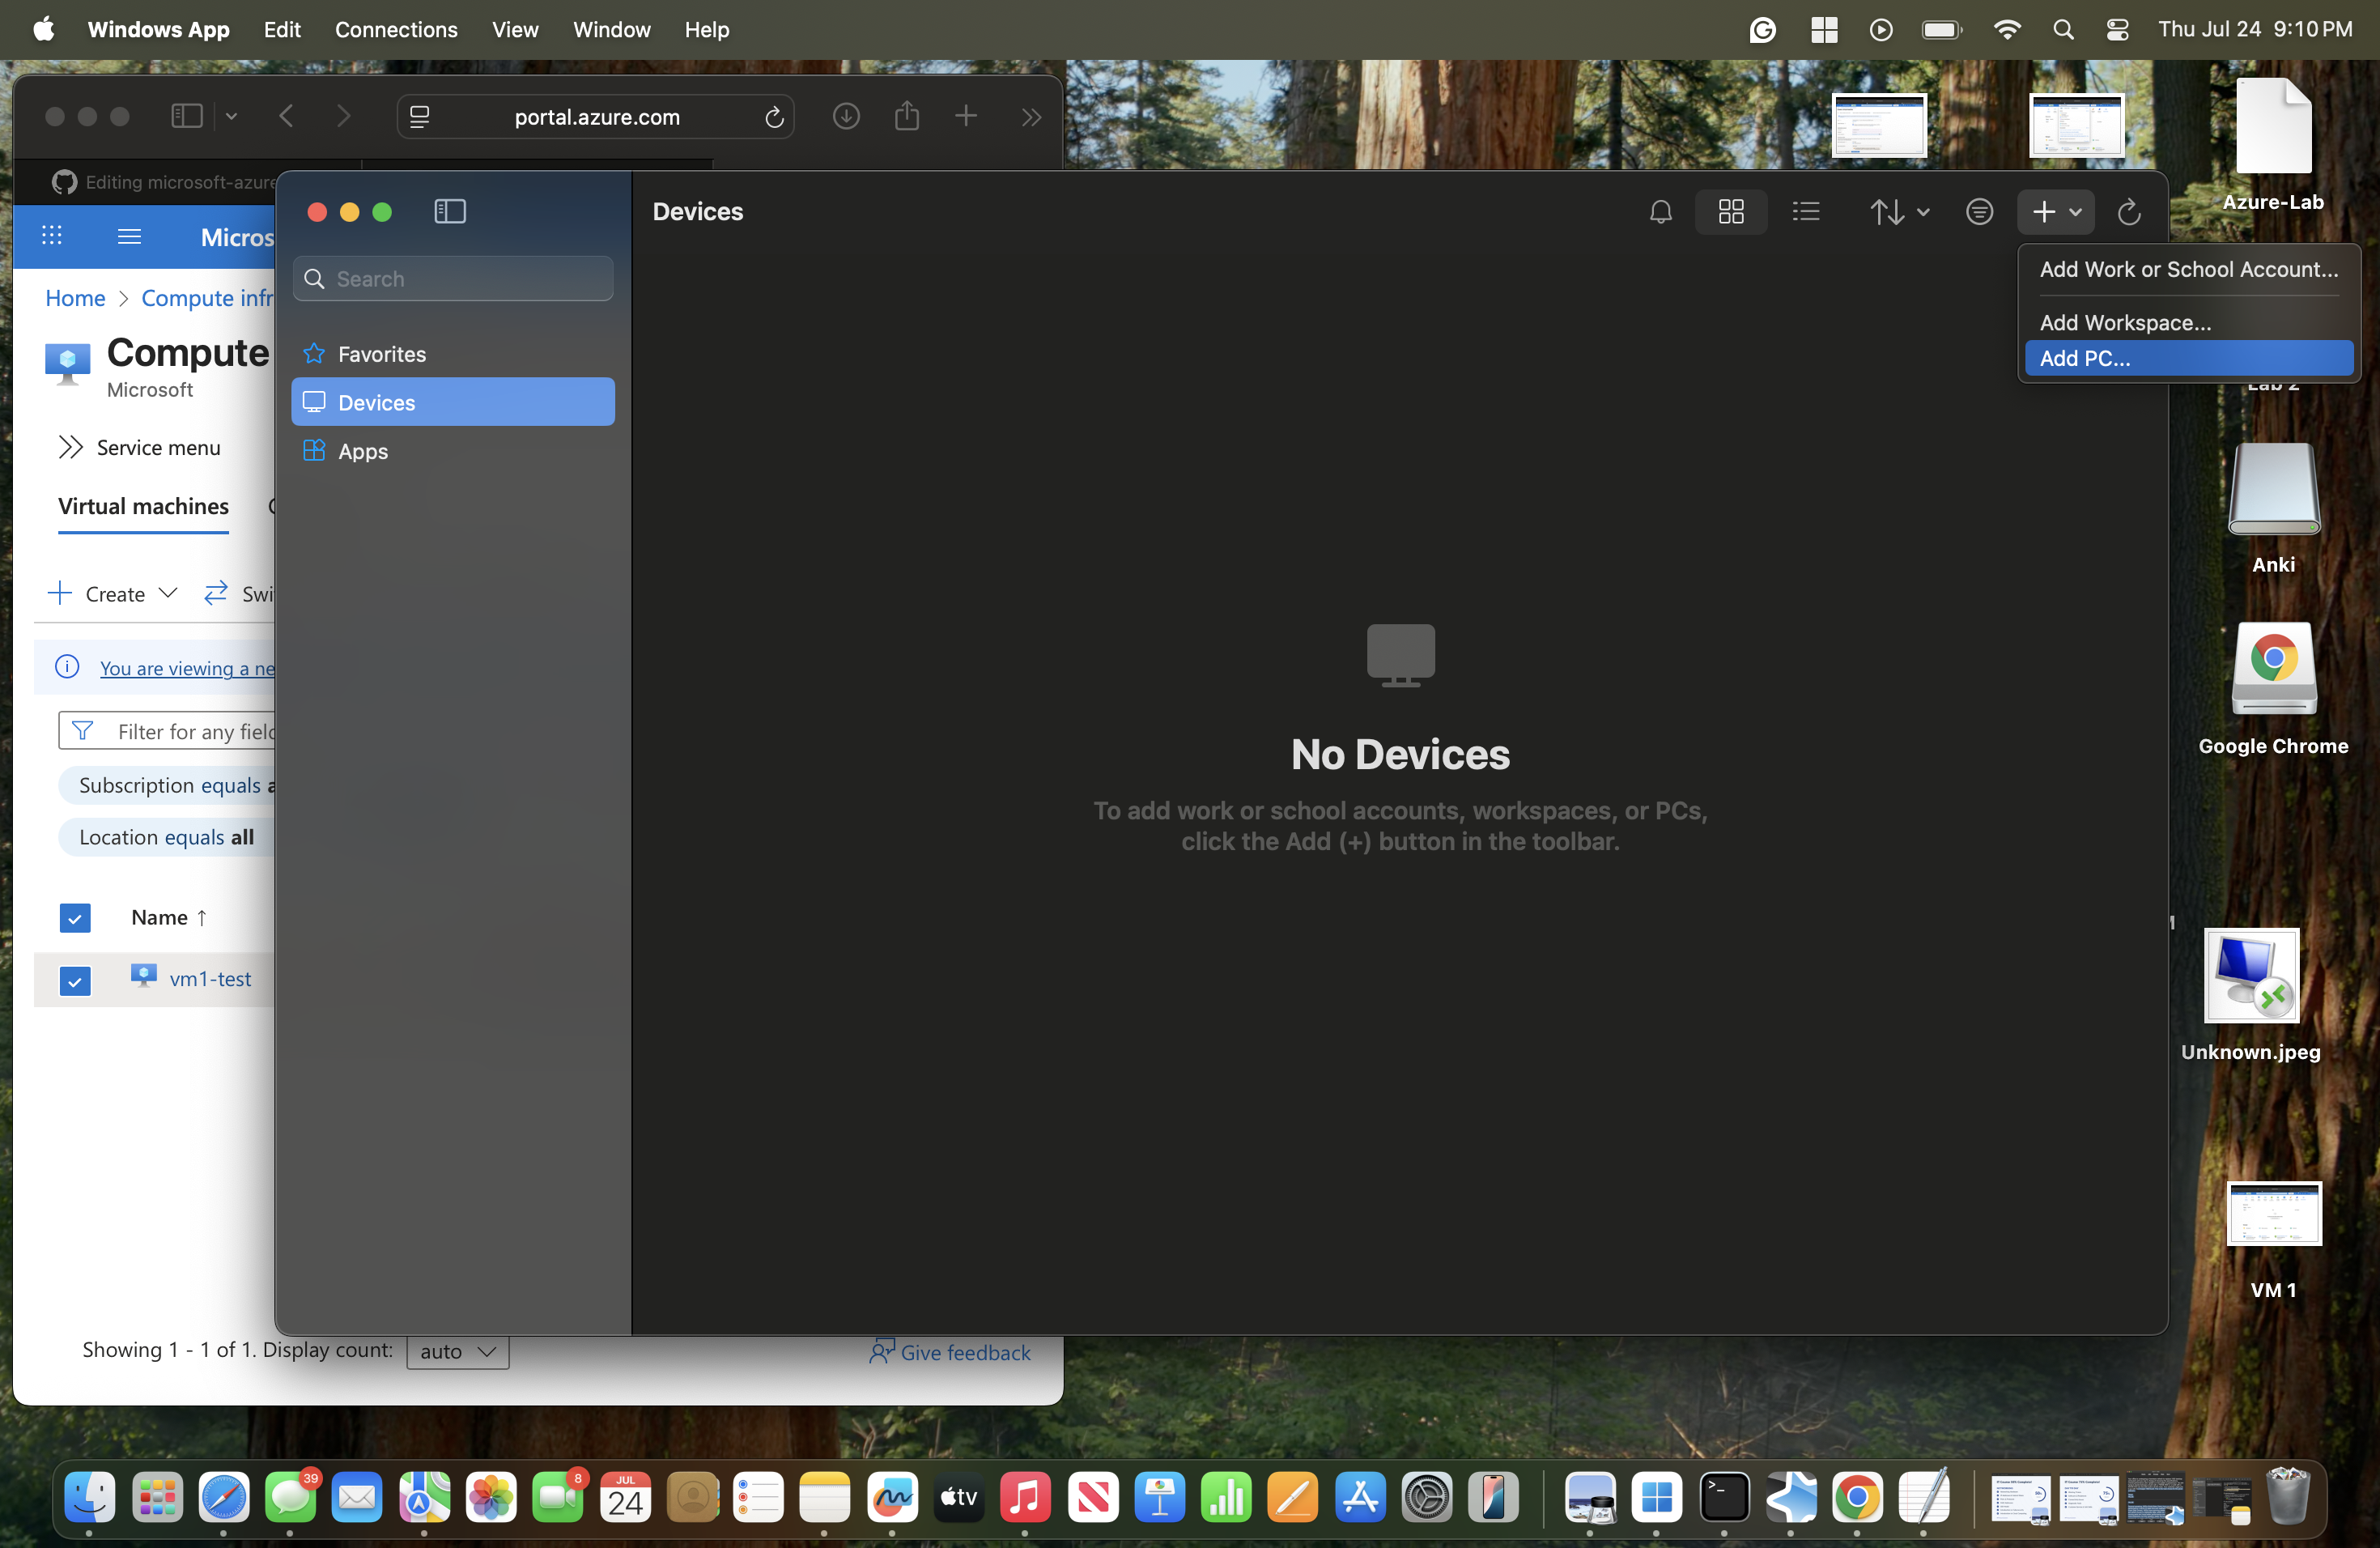 Windows App Edit Connections View Window Help Thu Jul 24 9:10 PM
portal.azure.com
Editing microsoft-azure
Micros
Home > Compute infr
Compute
Microsoft
Service menu
Virtual machines
+ Create Swi
You are viewing a ne
Filter for any field
Subscription equals a
Location equals all
Name ↑
vm1-test
Showing 1 - 1 of 1. Display count: auto
Give feedback
Search
Favorites
Devices
Apps
Devices
Add Work or School Account...
Add Workspace...
Add PC...
No Devices
To add work or school accounts, workspaces, or PCs,
click the Add (+) button in the toolbar.
Azure-Lab
Lab 2
Anki
Google Chrome
Unknown.jpeg
VM 1
39
8
JUL
24
tv